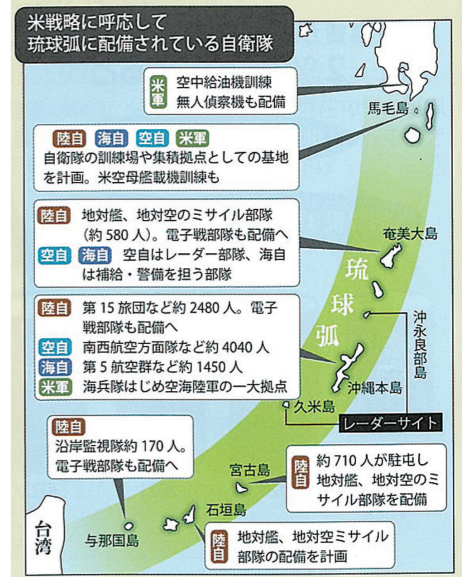 米戦略に呼応して
琉球弧に配備されている自衛隊
米軍
空中給油機訓練
無人偵察機も配備
馬毛島
陸自 海自 空自 米軍
自衛隊の訓練場や集積拠点としての基地
を計画。米空母艦載機訓練も
陸自 地対艦、地対空のミサイル部隊
(約580人)。電子戦部隊も配備へ
空自 海自 空自はレーダー部隊、海自
は補給・警備を担う部隊
奄美大島
琉球弧
沖永良部島
陸自 第15旅団など約2480人。電子
戦部隊も配備へ
空自 南西航空方面隊など約4040人
海自 第5航空群など約1450人
米軍 海兵隊はじめ空海陸軍の一大拠点
沖縄本島
久米島
レーダーサイト
陸自
沿岸監視隊約170人。
電子戦部隊も配備へ
宮古島
陸自
約710人が駐屯し
地対艦、地対空のミ
サイル部隊を配備
石垣島
与那国島
台湾
陸自
地対艦、地対空ミサイル
部隊の配備を計画